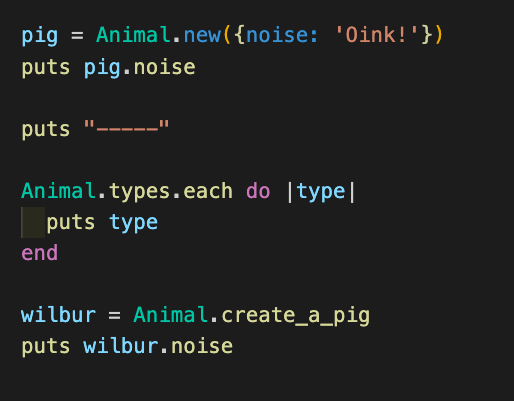 pig = Animal.new({noise: 'Oink!'})
puts pig.noise

puts "-----"

Animal.types.each do |type|
  puts type
end

wilbur = Animal.create_a_pig
puts wilbur.noise